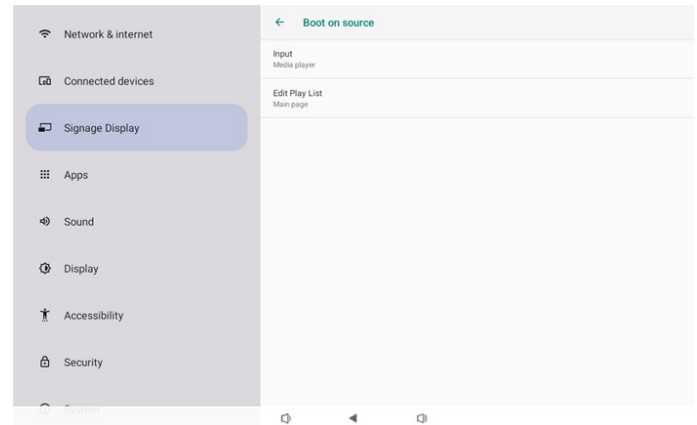 Network & internet
Connected devices
Signage Display
Apps
Sound
Display
Accessibility
Security
System
Boot on source
Input
Media player
Edit Play List
Main page